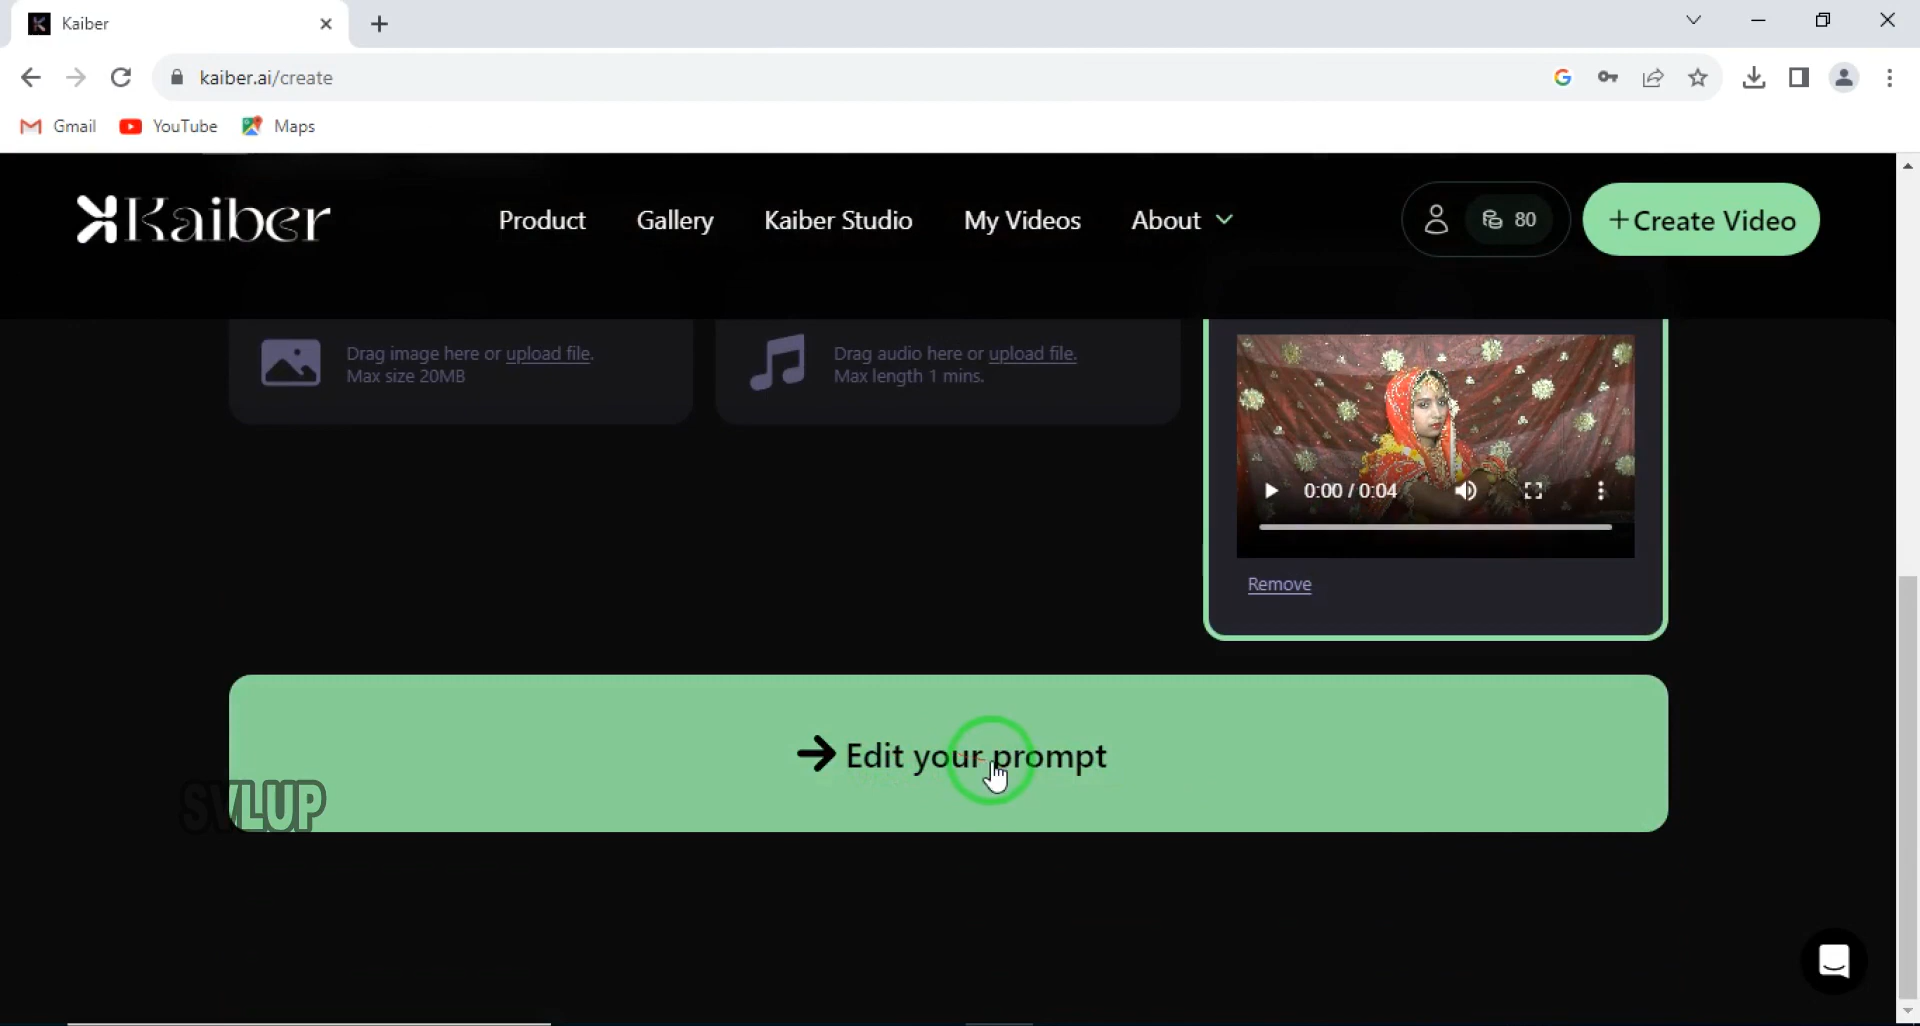 Kaiber
kaiber.ai/create
Gmail
YouTube
Maps
Kaiber
Product
Gallery
Kaiber Studio
My Videos
About
80
+Create Video
Drag image here or upload file.
Max size 20MB
Drag audio here or upload file.
Max length 1 mins.
0:00 / 0:04
Remove
Edit your prompt
SVLUP